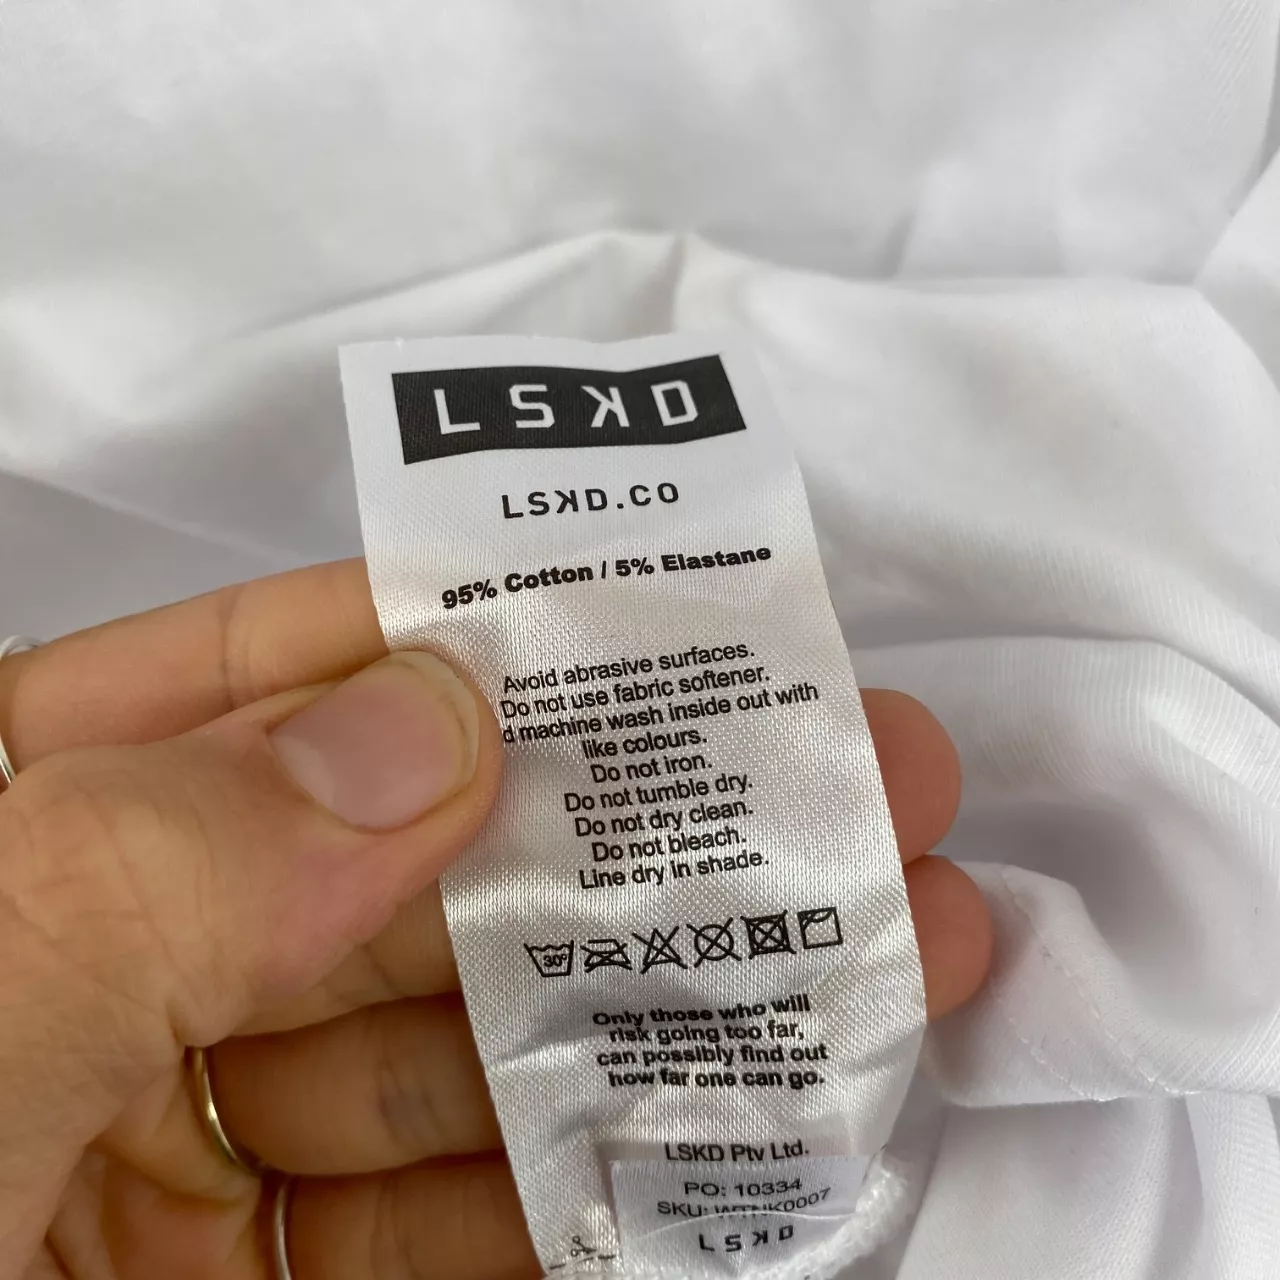 LSKD
LSKD.CO
95% Cotton / 5% Elastane
Avoid abrasive surfaces.
Do not use fabric softener.
d machine wash inside out with
like colours.
Do not iron.
Do not tumble dry.
Do not dry clean.
Do not bleach.
Line dry in shade.
30°
Only those who will
risk going too far,
can possibly find out
how far one can go.
LSKD Pty Ltd.
PO: 10334
SKU:
LSKD